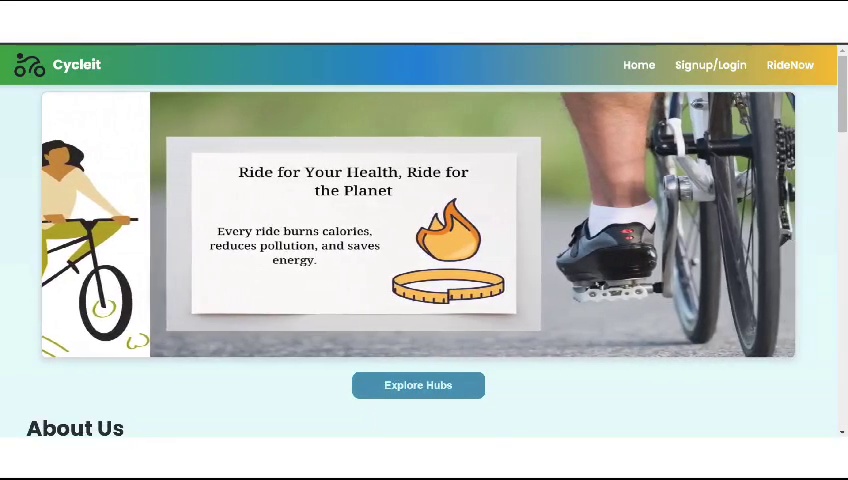 Cycleit
Home Signup/Login RideNow
Ride for Your Health, Ride for
the Planet
Every ride burns calories,
reduces pollution, and saves
energy.
Explore Hubs
About Us